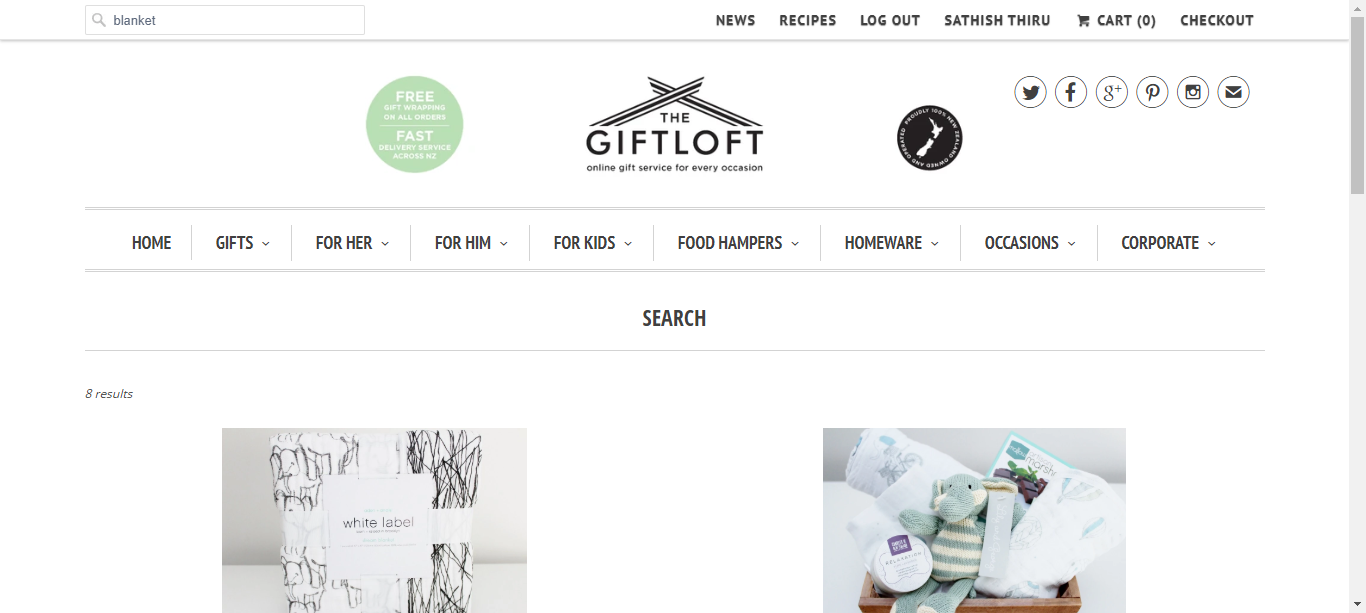 blanket
NEWS
RECIPES
LOG OUT
SATHISH THIRU
CART (0)
CHECKOUT
FREE
GIFT WRAPPING
ON ALL ORDERS
FAST
DELIVERY SERVICE
ACROSS NZ
THE
GIFTLOFT
online gift service for every occasion
PROUDLY 100% NEW ZEALAND OWNED AND OPERATED
g+
HOME
GIFTS
FOR HER
FOR HIM
FOR KIDS
FOOD HAMPERS
HOMEWARE
OCCASIONS
CORPORATE
SEARCH
8 results
white label
RELAXATION